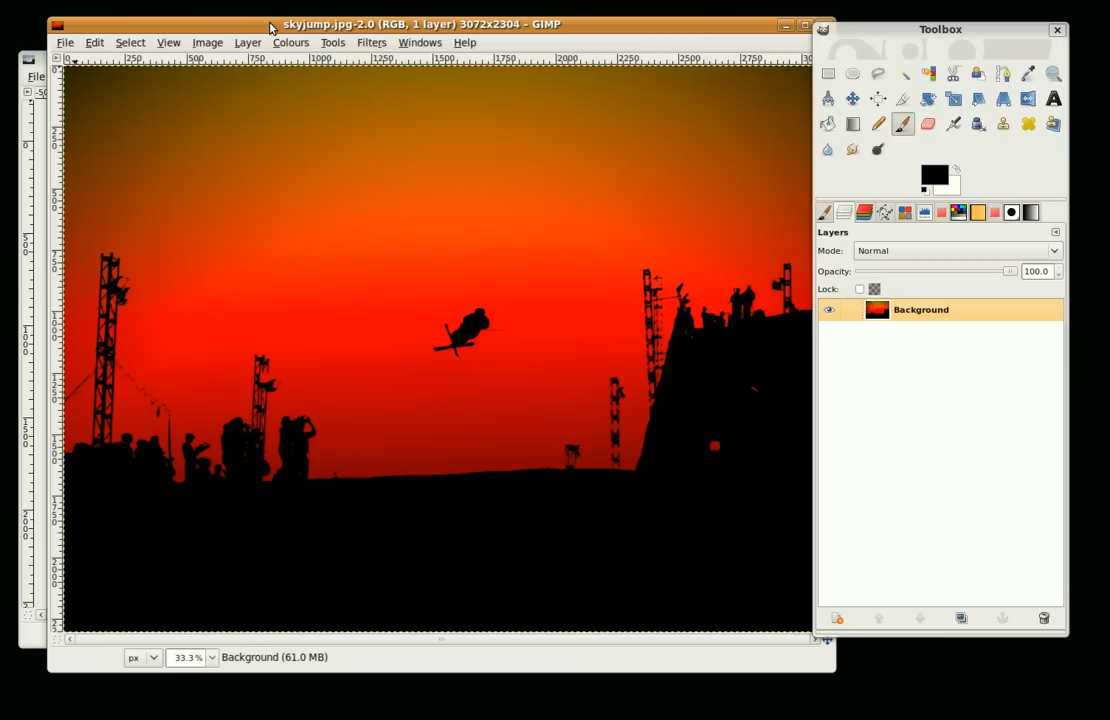 skyjump.jpg-2.0 (RGB, 1 layer) 3072x2304 – GIMP
File Edit Select View Image Layer Colours Tools Filters Windows Help
0 250 500 750 1000 1250 1500 1750 2000 2250 2500 2750
File
Toolbox
Layers
Mode: Normal
Opacity: 100.0
Lock:
Background
px 33.3 % Background (61.0 MB)